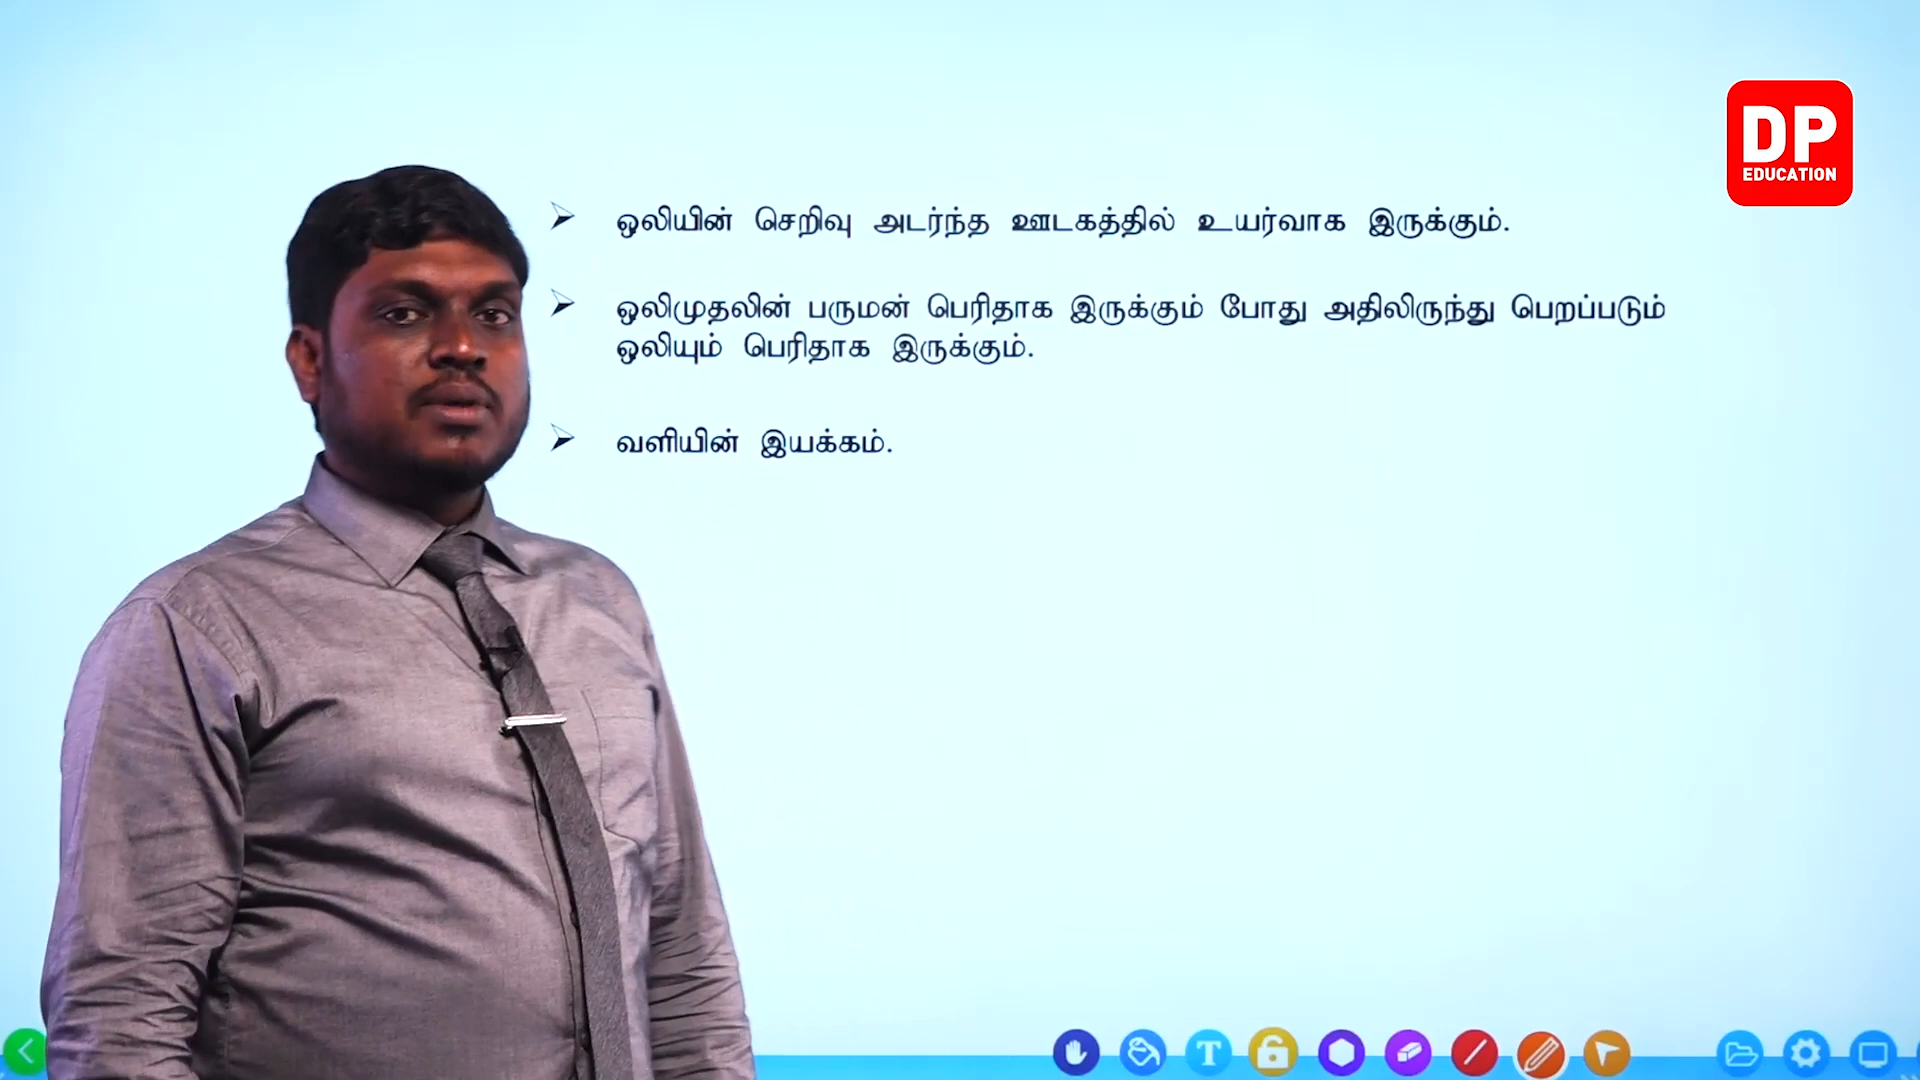 DP
EDUCATION
➢ ஒலியின் செறிவு அடர்ந்த ஊடகத்தில் உயர்வாக இருக்கும்.
➢ ஒலிமுதலின் பருமன் பெரிதாக இருக்கும் போது அதிலிருந்து பெறப்படும்
ஒலியும் பெரிதாக இருக்கும்.
➢ வளியின் இயக்கம்.
T